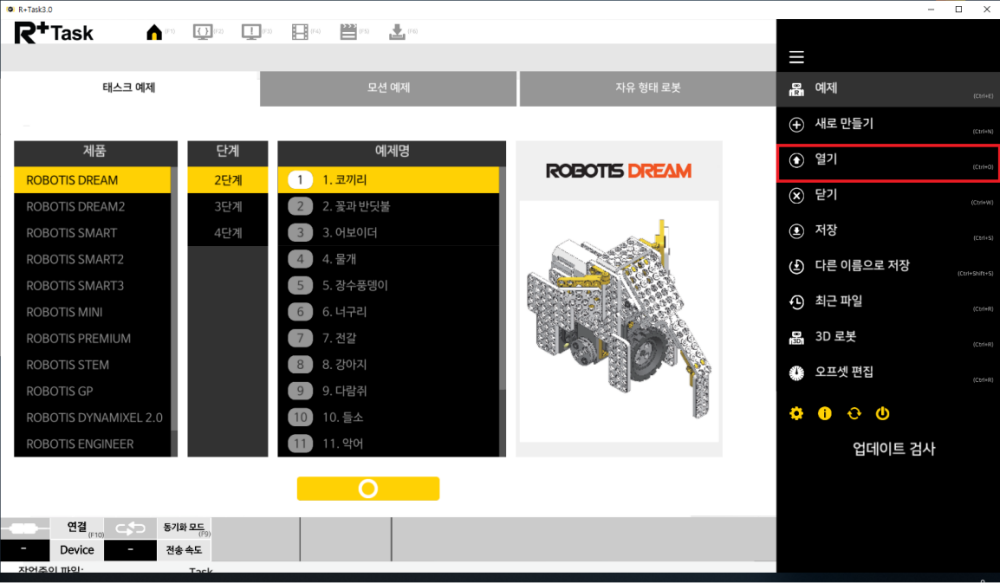 R+Task3.0
R+ Task
(F1)
(F2)
(F3)
(F4)
(F5)
(F6)
태스크 예제
모션 예제
자유 형태 로봇
제품
ROBOTIS DREAM
ROBOTIS DREAM2
ROBOTIS SMART
ROBOTIS SMART2
ROBOTIS SMART3
ROBOTIS MINI
ROBOTIS PREMIUM
ROBOTIS STEM
ROBOTIS GP
ROBOTIS DYNAMIXEL 2.0
ROBOTIS ENGINEER
단계
2단계
3단계
4단계
예제명
1 1. 코끼리
2 2. 꽃과 반딧불
3 3. 어보이더
4 4. 물개
5 5. 장수풍뎅이
6 6. 너구리
7 7. 전갈
8 8. 강아지
9 9. 다람쥐
10 10. 들소
11 11. 악어
ROBOTIS DREAM
예제 (Ctrl+E)
새로 만들기 (Ctrl+N)
열기 (Ctrl+O)
닫기 (Ctrl+W)
저장 (Ctrl+S)
다른 이름으로 저장 (Ctrl+Shift+S)
최근 파일 (Ctrl+R)
3D 로봇 (Ctrl+R)
오프셋 편집 (Ctrl+R)
업데이트 검사
연결 (F10)
동기화 모드 (F9)
- Device
- 전송 속도
작업중인 파일: Task